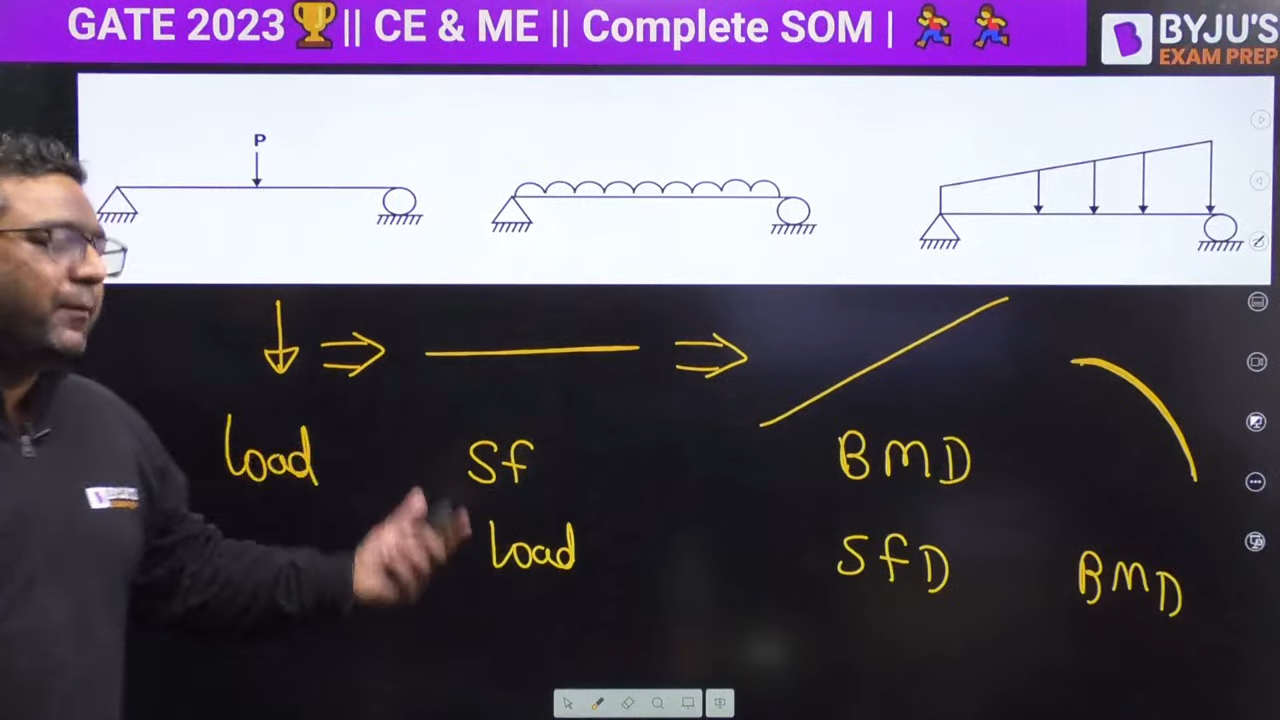 GATE 2023🏆|| CE & ME || Complete SOM | 🏃 🏃
BYJU'S
EXAM PREP
P
Load
Sf
BMD
Load
SfD
BMD